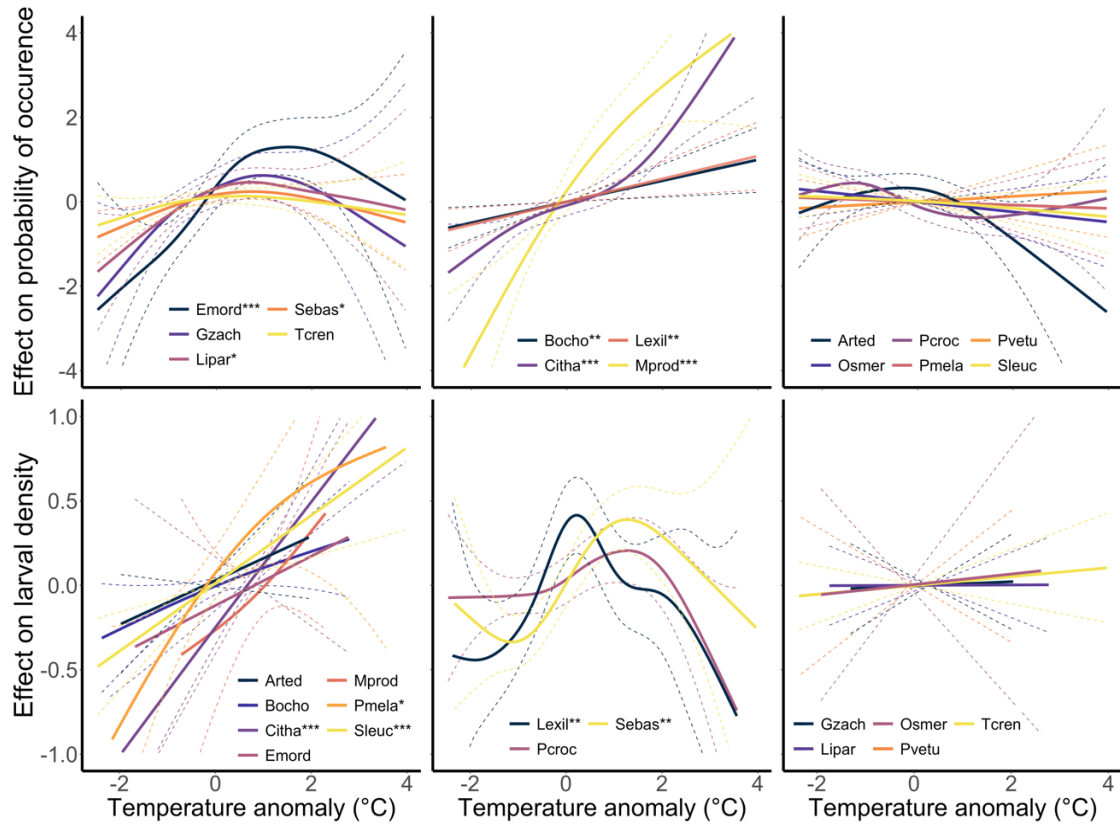 Effect on probability of occurence
4
2
0
-2
-4
Emord*** Sebas*
Gzach Tcren
Lipar*
Bocho** Lexil**
Citha*** Mprod***
Arted Pcroc Pvetu
Osmer Pmela Sleuc
Effect on larval density
1.0
0.5
0.0
-0.5
-1.0
Arted Mprod
Bocho Pmela*
Citha*** Sleuc***
Emord
Lexil** Sebas**
Pcroc
Gzach Osmer Tcren
Lipar Pvetu
-2 0 2 4 -2 0 2 4 -2 0 2 4
Temperature anomaly (°C) Temperature anomaly (°C) Temperature anomaly (°C)